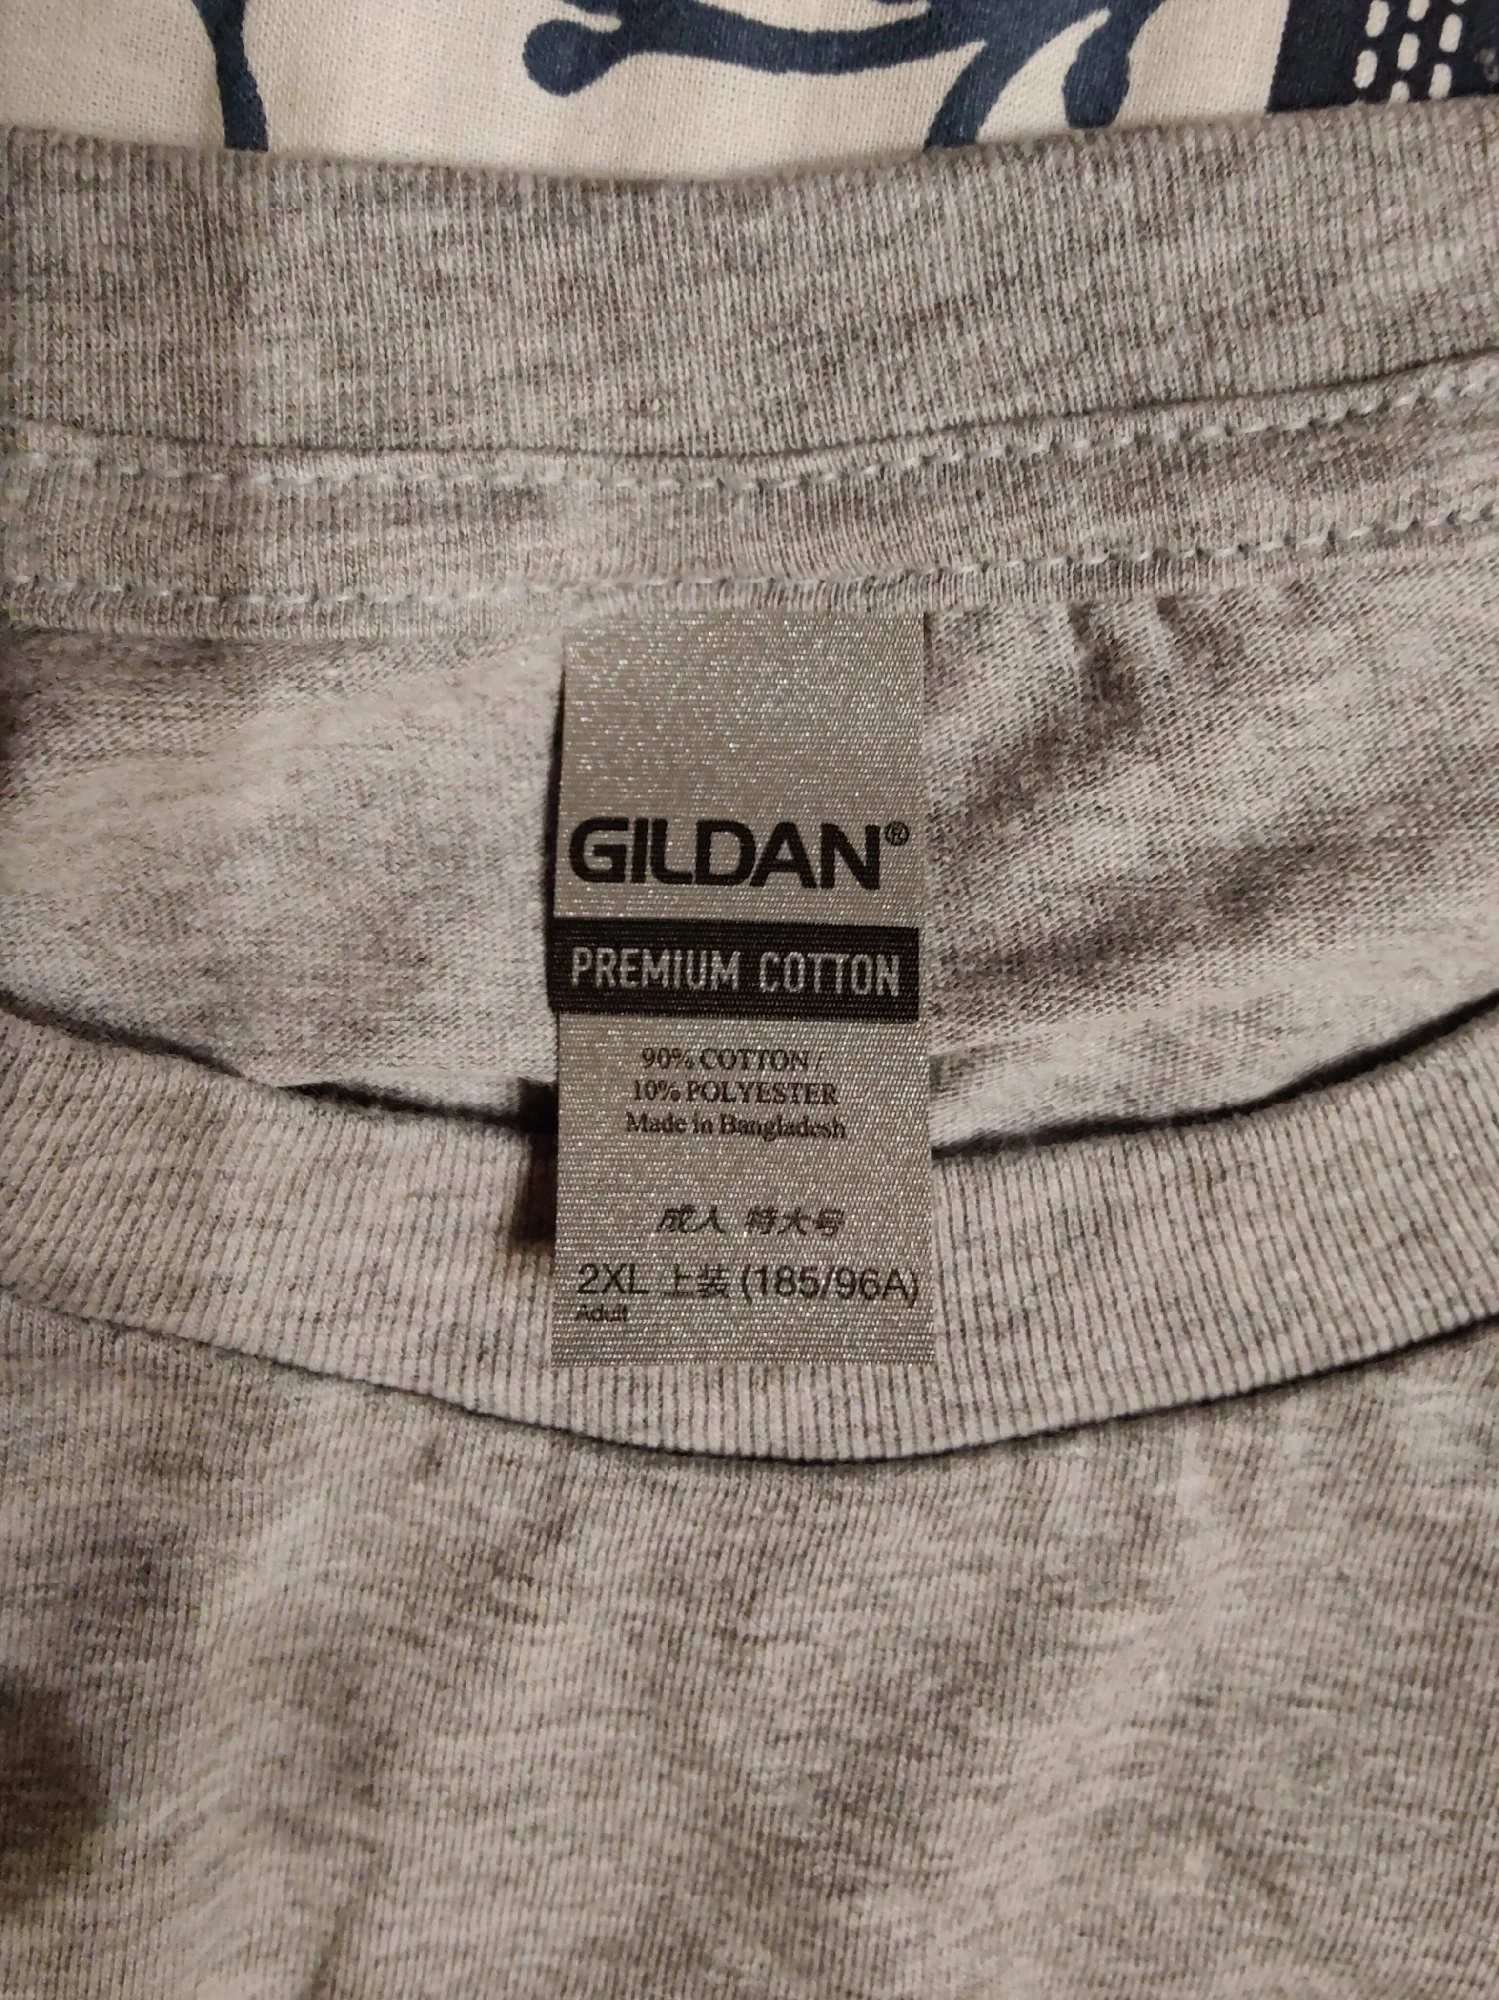 GILDAN®
PREMIUM COTTON
90% COTTON /
10% POLYESTER
Made in Bangladesh
成人 特大号
2XL 上装 (185/96A)
Adult